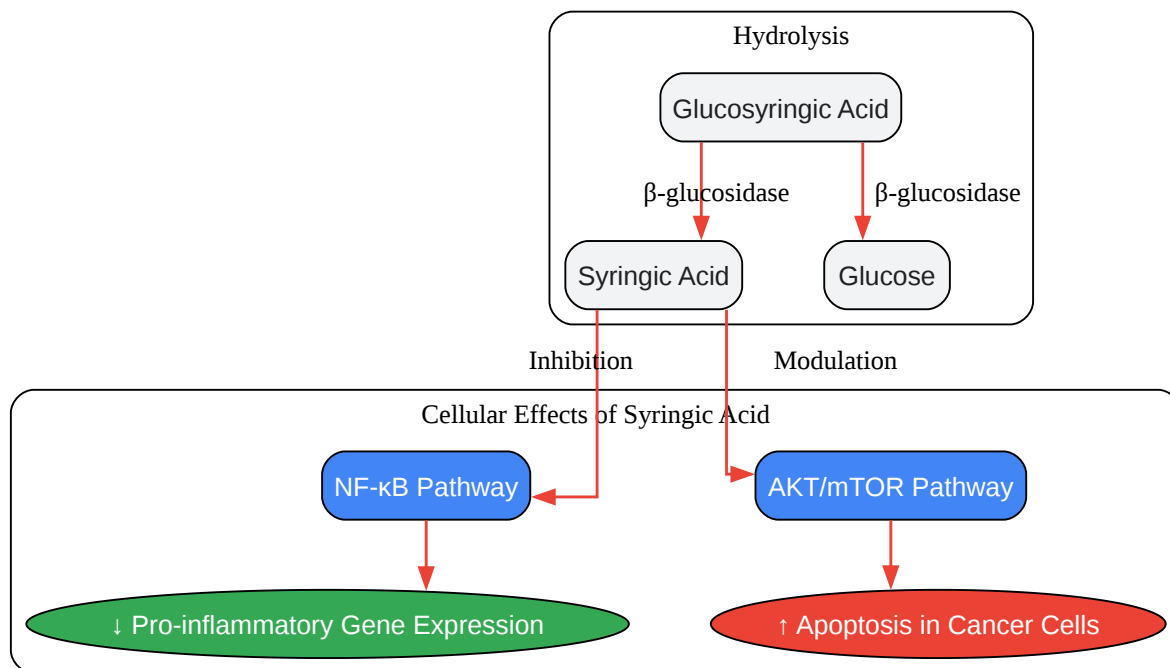 Hydrolysis
Glucosyringic Acid
β-glucosidase
β-glucosidase
Syringic Acid
Glucose
Inhibition
Modulation
Cellular Effects of Syringic Acid
NF-κB Pathway
AKT/mTOR Pathway
↓ Pro-inflammatory Gene Expression
↑ Apoptosis in Cancer Cells